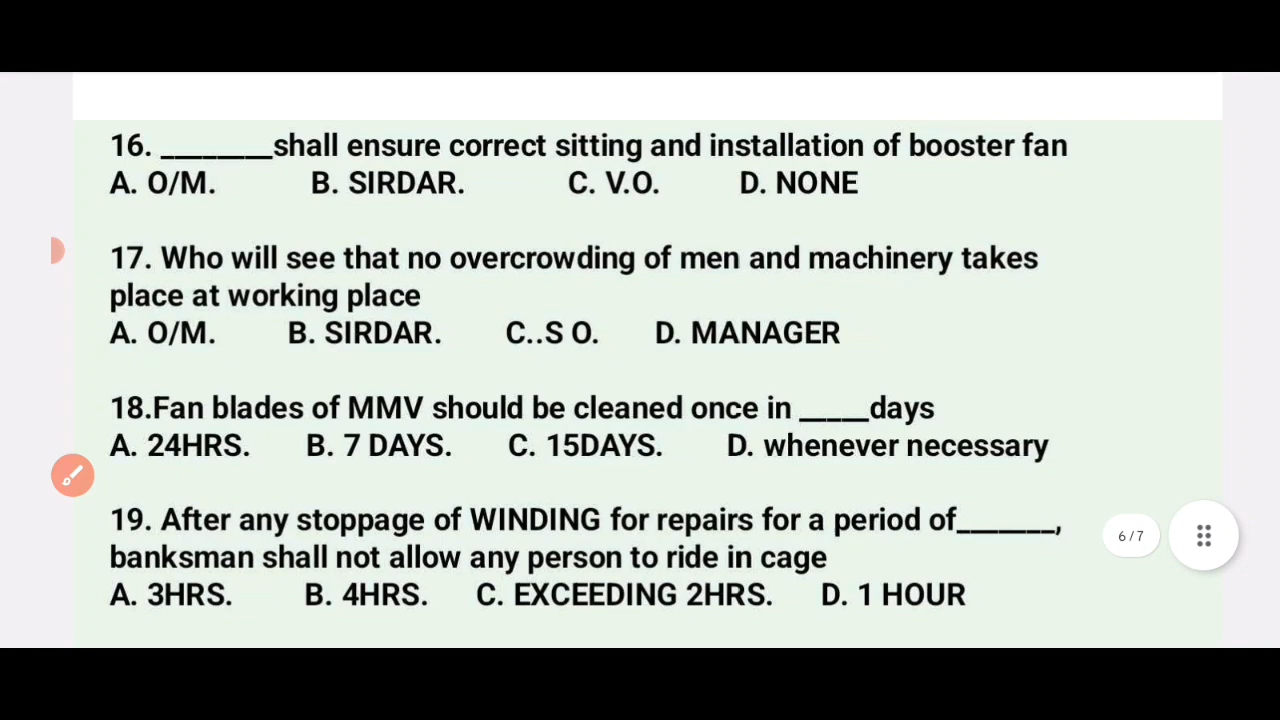 16. ________shall ensure correct sitting and installation of booster fan
A. O/M. B. SIRDAR. C. V.O. D. NONE
17. Who will see that no overcrowding of men and machinery takes
place at working place
A. O/M. B. SIRDAR. C..S O. D. MANAGER
18.Fan blades of MMV should be cleaned once in _____days
A. 24HRS. B. 7 DAYS. C. 15DAYS. D. whenever necessary
19. After any stoppage of WINDING for repairs for a period of_______,
6 / 7
banksman shall not allow any person to ride in cage
A. 3HRS. B. 4HRS. C. EXCEEDING 2HRS. D. 1 HOUR